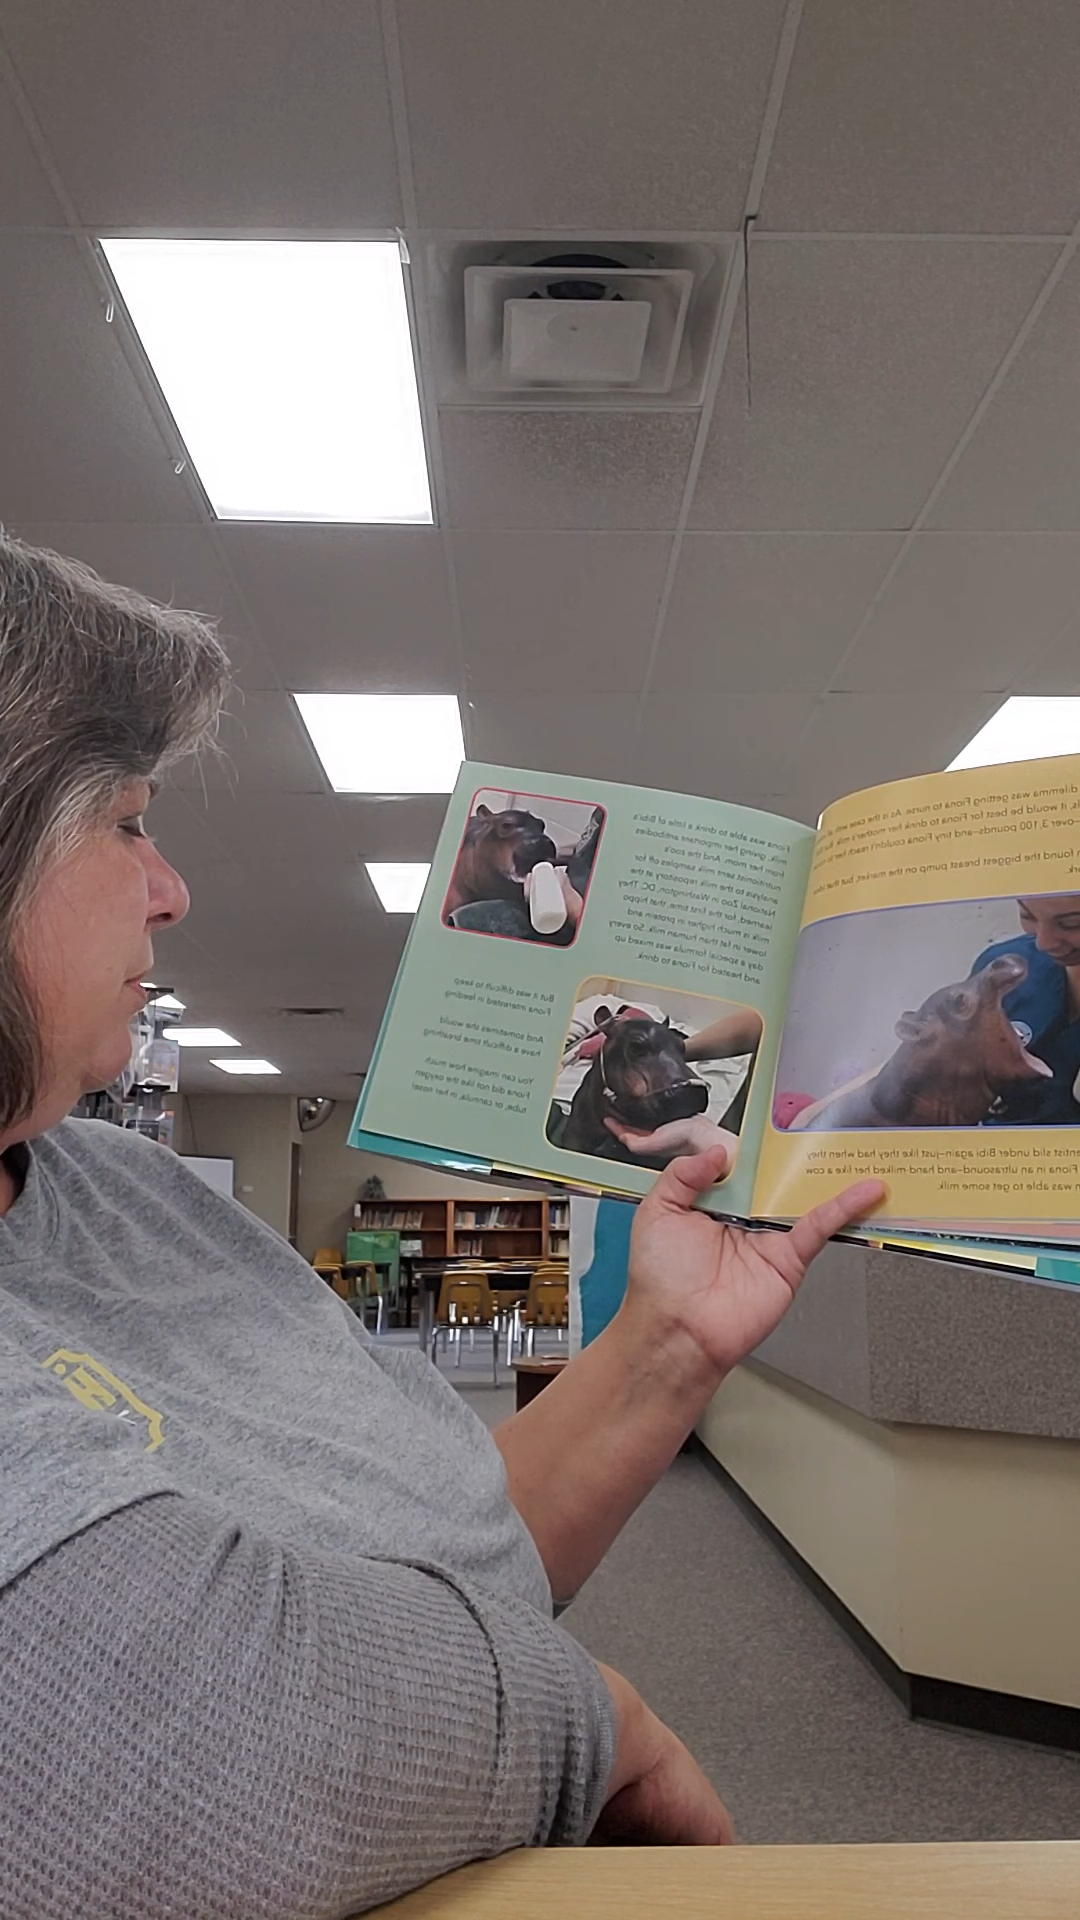 dilemma was getting Fiona to nurse. As is the case with
it would be best for Fiona to drink her mother's milk. But
—over 3,100 pounds—and tiny Fiona couldn't reach her to
found the biggest breast pump on the market, but that
slid under Bibi again—just like they had when they
Fiona in an ultrasound—and hand-milked her like a cow
was able to get some milk.
Fiona was able to drink a little of Bibi's
milk, giving her important antibodies
from her mom. And the zoo's
nutritionist sent milk samples off for
analysis to the milk repository at the
National Zoo in Washington, DC. They
learned, for the first time, that hippo
milk is much higher in protein and
lower in fat than human milk. So every
day a special formula was mixed up
and heated for Fiona to drink.
But it was difficult to keep
Fiona interested in feeding.
And sometimes she would
have a difficult time breathing.
You can imagine how much
Fiona did not like the oxygen
tube, or cannula, in her nose!